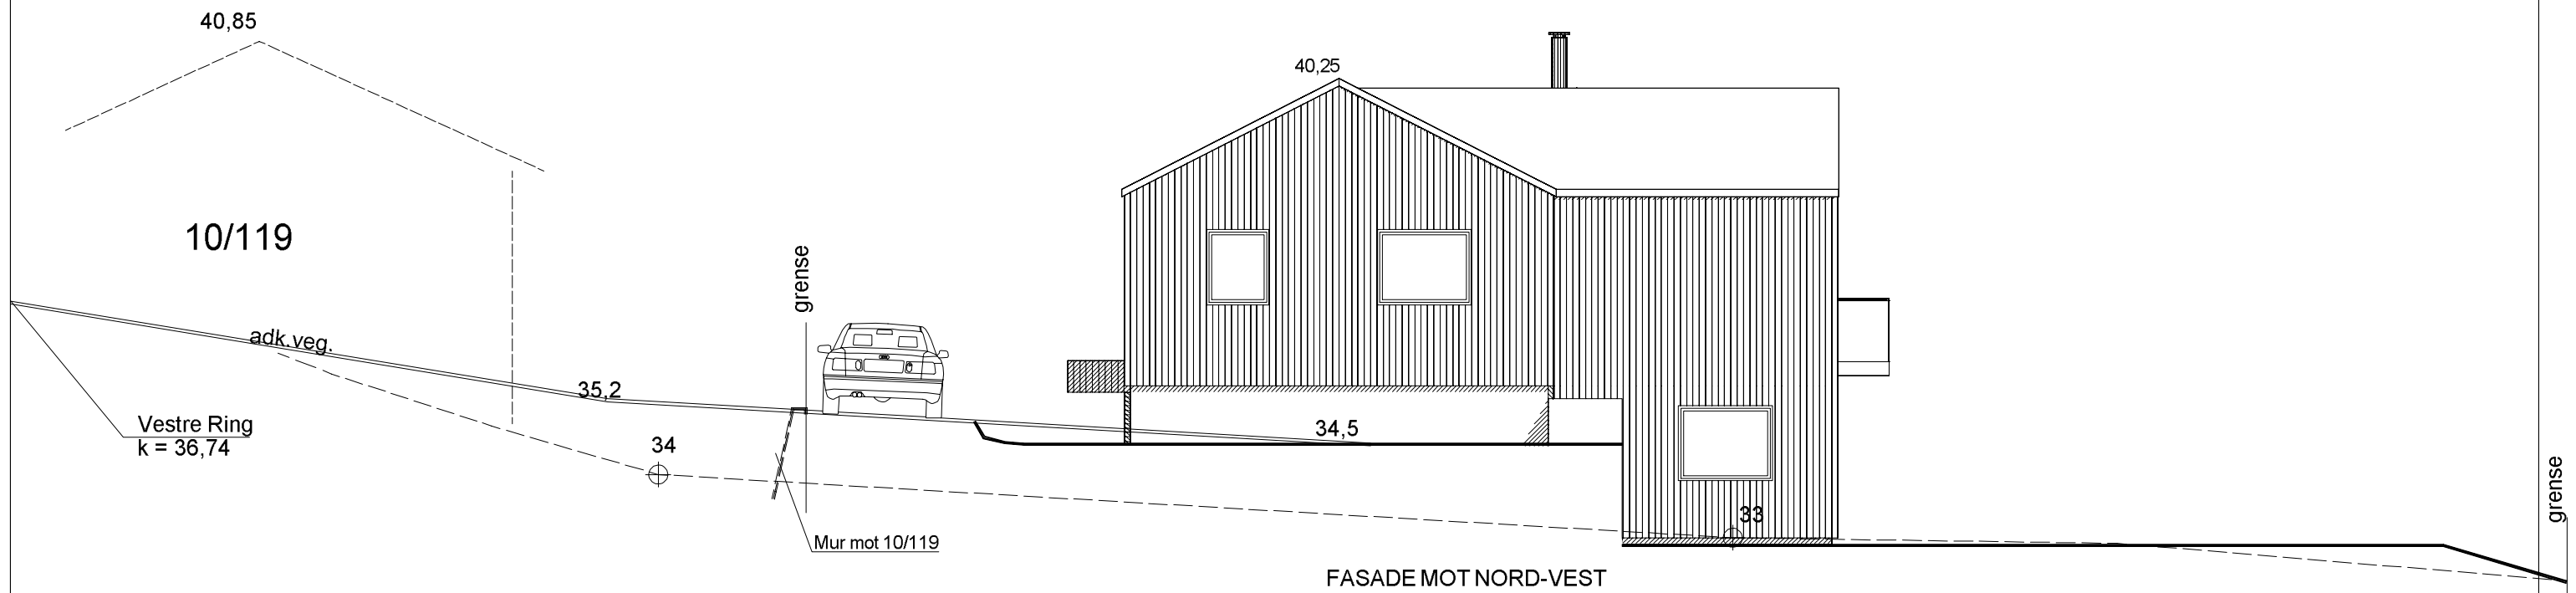 40,85
40,25
10/119
grense
adk.veg.
35,2
Vestre Ring
k = 36,74
34
34,5
grense
33
Mur mot 10/119
FASADE MOT NORD-VEST